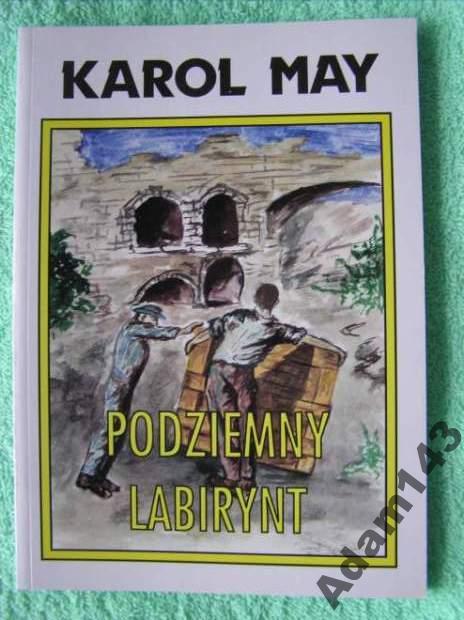 KAROL MAY
PODZIEMNY
LABIRYNT
Adam143